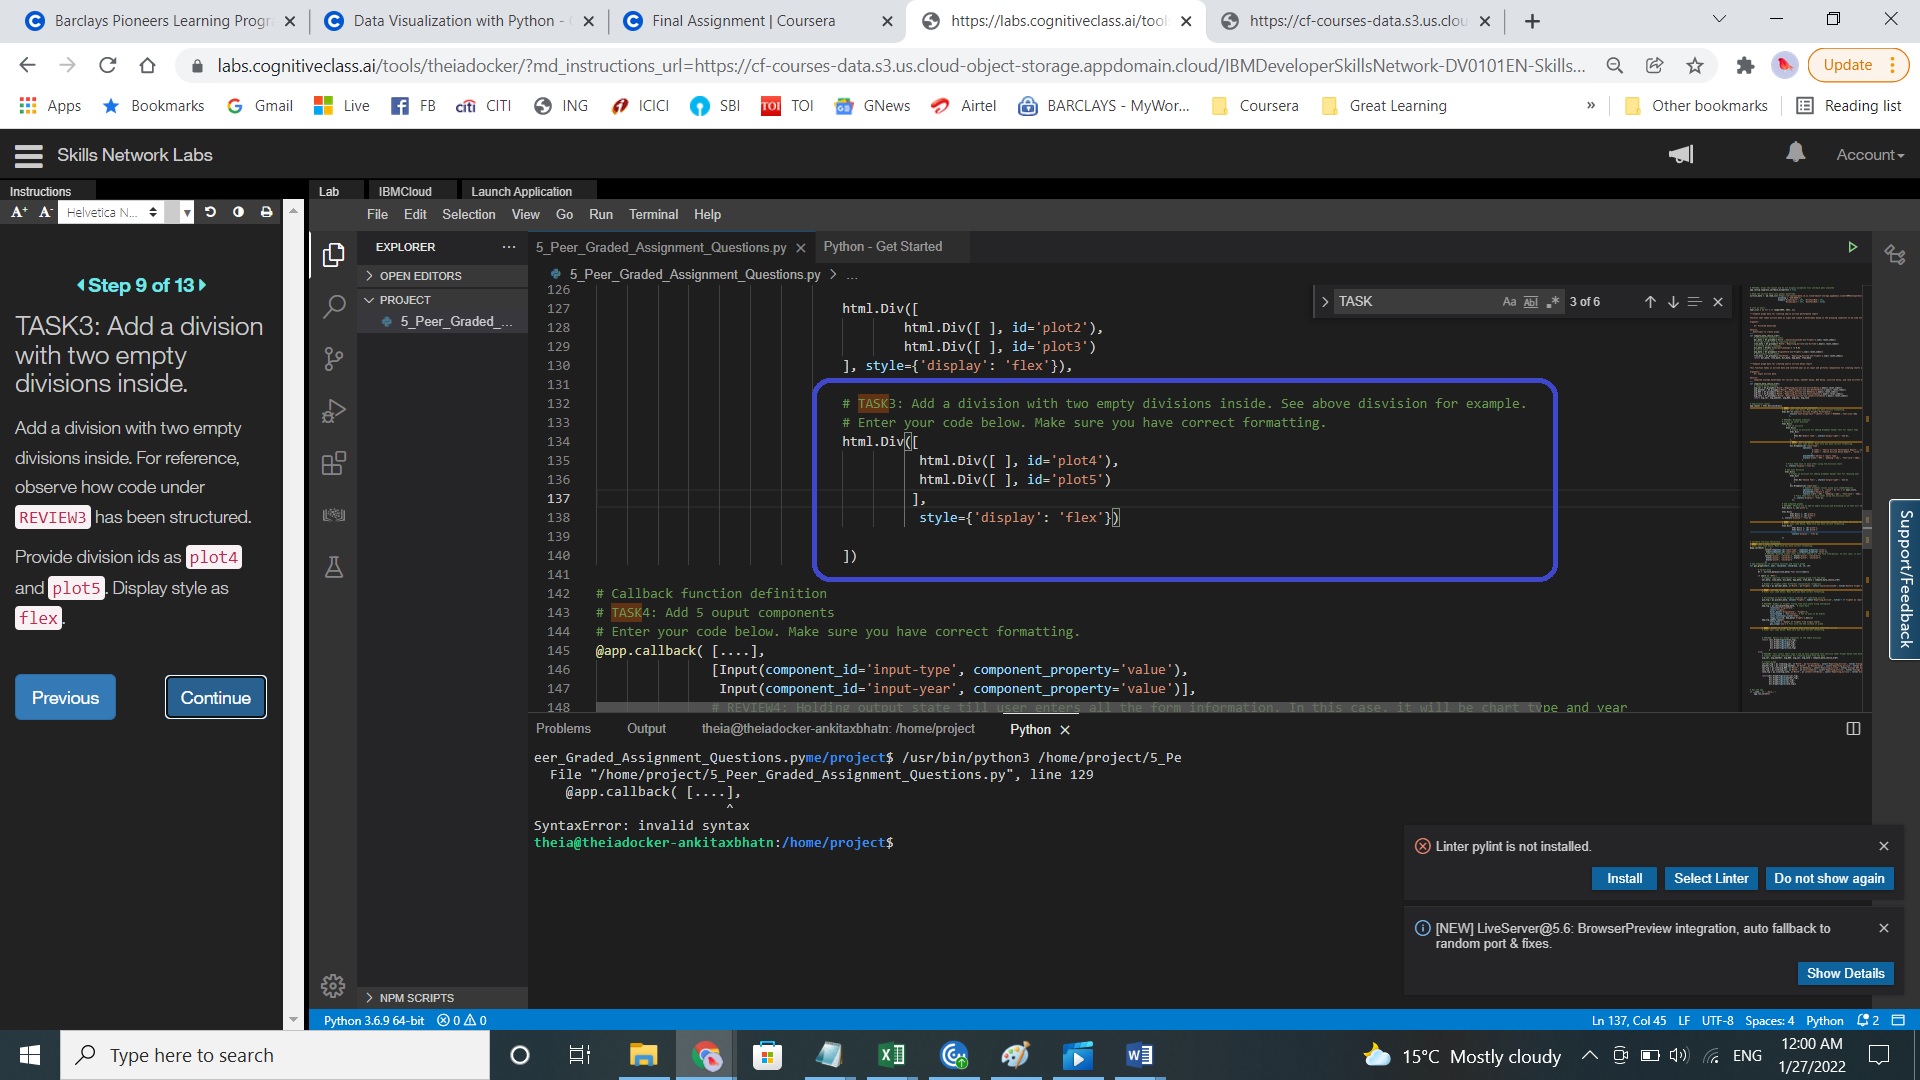 Barclays Pioneers Learning Progr
Data Visualization with Python - C
Final Assignment | Coursera
https://labs.cognitiveclass.ai/tool
https://cf-courses-data.s3.us.clou
labs.cognitiveclass.ai/tools/theiadocker/?md_instructions_url=https://cf-courses-data.s3.us.cloud-object-storage.appdomain.cloud/IBMDeveloperSkillsNetwork-DV0101EN-Skills...
Update
Apps
Bookmarks
Gmail
Live
FB
citi CITI
ING
ICICI
SBI
TOI TOI
GNews
Airtel
BARCLAYS - MyWor...
Coursera
Great Learning
»
Other bookmarks
Reading list
Skills Network Labs
Account
Instructions
Lab
IBMCloud
Launch Application
A+ A- Helvetica N...
File Edit Selection View Go Run Terminal Help
Step 9 of 13
TASK3: Add a division
with two empty
divisions inside.
Add a division with two empty
divisions inside. For reference,
observe how code under
REVIEW3 has been structured.
Provide division ids as plot4
and plot5. Display style as
flex.
Previous
Continue
EXPLORER
OPEN EDITORS
PROJECT
5_Peer_Graded_...
NPM SCRIPTS
5_Peer_Graded_Assignment_Questions.py
Python - Get Started
5_Peer_Graded_Assignment_Questions.py > ...
TASK
Aa Abl .* 3 of 6
126
127 html.Div([
128 html.Div([ ], id='plot2'),
129 html.Div([ ], id='plot3')
130 ], style={'display': 'flex'}),
131
132 # TASK3: Add a division with two empty divisions inside. See above disvision for example.
133 # Enter your code below. Make sure you have correct formatting.
134 html.Div([
135 html.Div([ ], id='plot4'),
136 html.Div([ ], id='plot5')
137 ],
138 style={'display': 'flex'})
139
140 ])
141
142 # Callback function definition
143 # TASK4: Add 5 ouput components
144 # Enter your code below. Make sure you have correct formatting.
145 @app.callback( [....],
146 [Input(component_id='input-type', component_property='value'),
147 Input(component_id='input-year', component_property='value')],
148 # REVIEW4: Holding output state till user enters all the form information. In this case, it will be chart type and year
Problems
Output
theia@theiadocker-ankitaxbhatn: /home/project
Python
eer_Graded_Assignment_Questions.pyme/project$ /usr/bin/python3 /home/project/5_Pe
File "/home/project/5_Peer_Graded_Assignment_Questions.py", line 129
@app.callback( [....],
^
SyntaxError: invalid syntax
theia@theiadocker-ankitaxbhatn:/home/project$
Support/Feedback
Linter pylint is not installed.
Install
Select Linter
Do not show again
[NEW] LiveServer@5.6: BrowserPreview integration, auto fallback to
random port & fixes.
Show Details
Python 3.6.9 64-bit
0 0
Ln 137, Col 45 LF UTF-8 Spaces: 4 Python 2
Type here to search
15°C Mostly cloudy
ENG
12:00 AM
1/27/2022